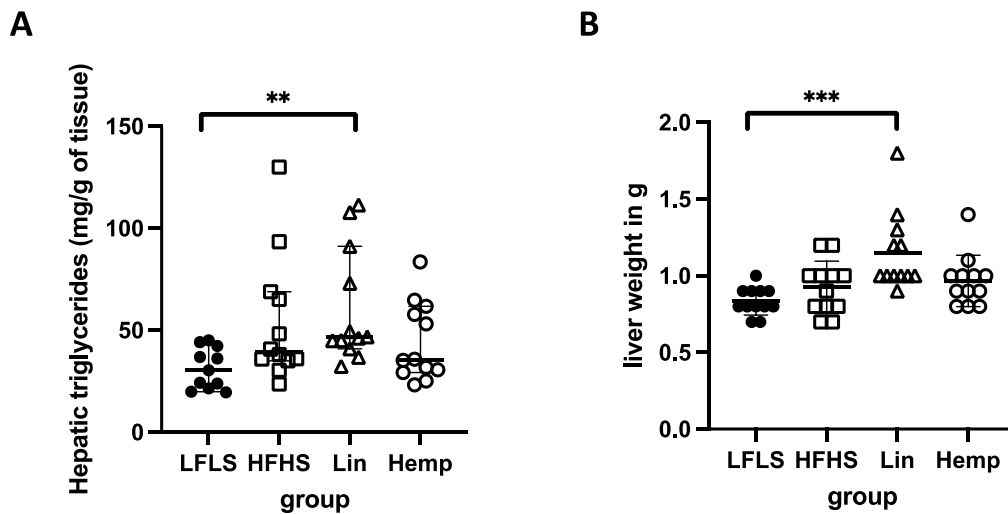 A
Hepatic triglycerides (mg/g of tissue)
**
150
100
50
0
LFLS HFHS Lin Hemp
group
B
liver weight in g
***
2.0
1.5
1.0
0.5
0.0
LFLS HFHS Lin Hemp
group